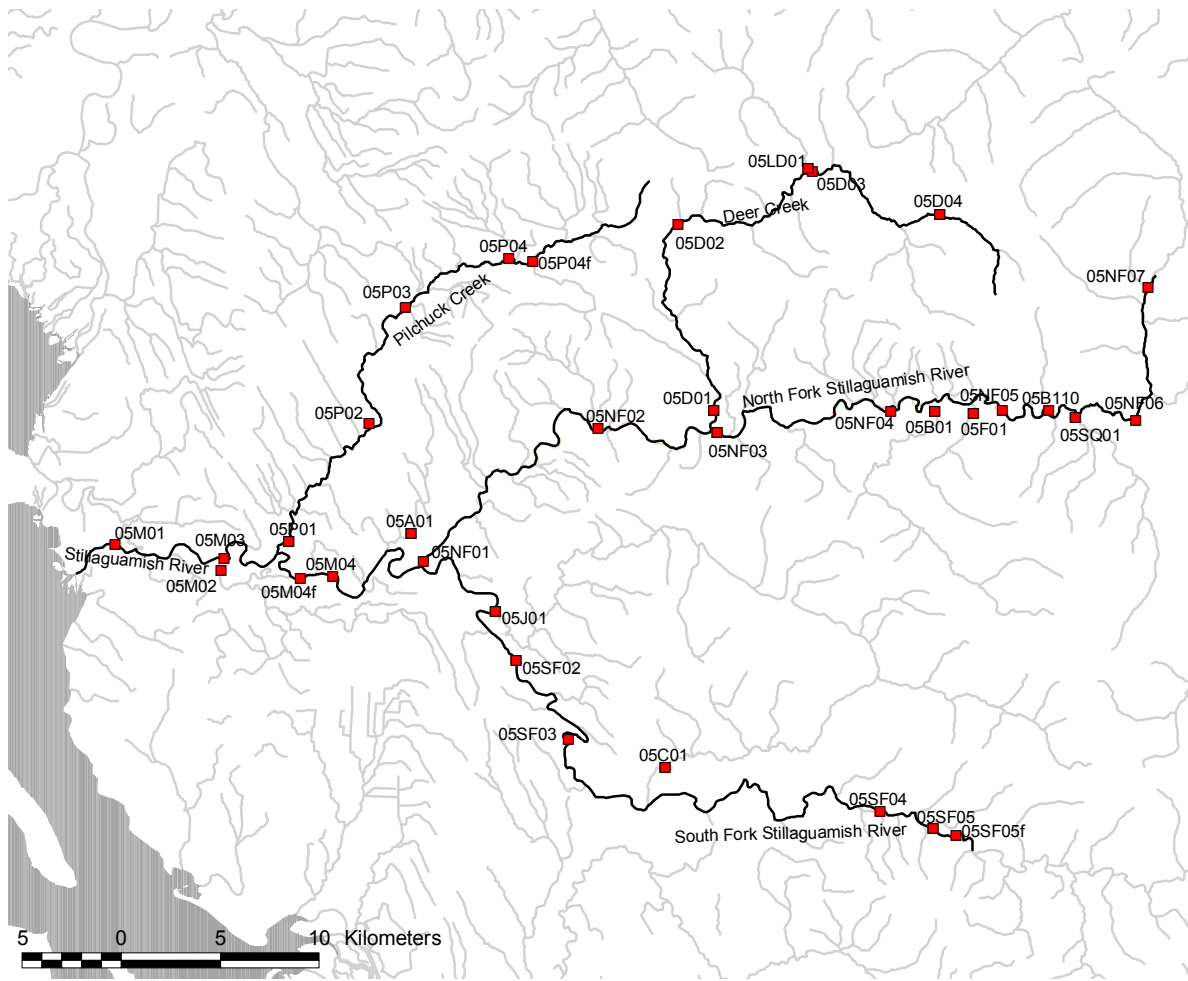 05LD01
05D03
Deer Creek
05D04
05D02
05P04
05P04f
05NF07
05P03
Pilchuck Creek
North Fork Stillaguamish River
05D01
05NF05
05B110
05NF06
05P02
05NF02
05NF04
05B01
05F01
05SQ01
05NF03
05A01
05M01
05M03
05P01
05NF01
Stillaguamish River
05M02
05M04
05M04f
05J01
05SF02
05SF03
05C01
05SF04
05SF05
05SF05f
South Fork Stillaguamish River
5 0 5 10 Kilometers